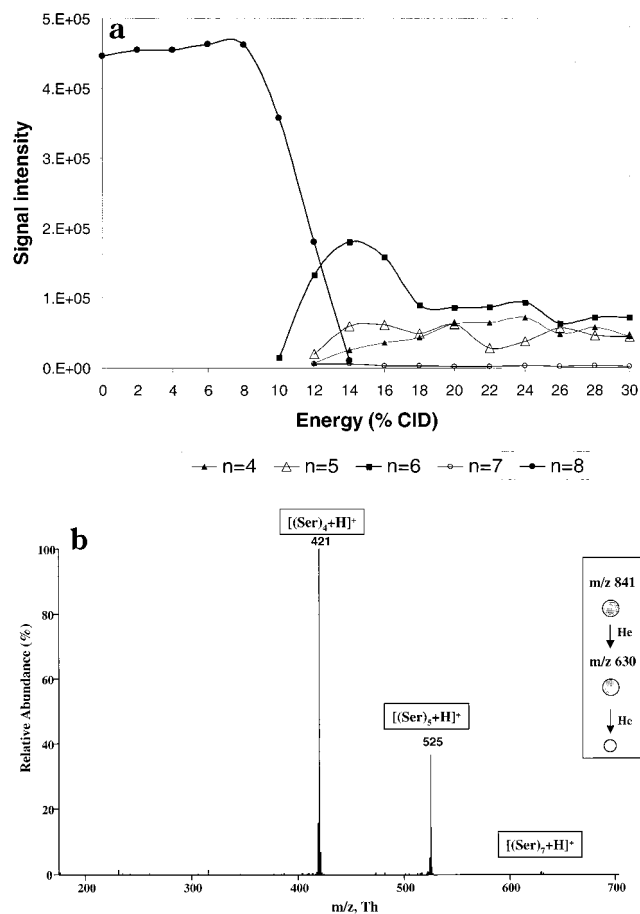 a
5.E+05
4.E+05
3.E+05
2.E+05
1.E+05
0.E+00
Signal intensity
0 2 4 6 8 10 12 14 16 18 20 22 24 26 28 30
Energy (% CID)
n=4 n=5 n=6 n=7 n=8
b
[(Ser)₄+H]⁺
421
[(Ser)₅+H]⁺
525
[(Ser)₇+H]⁺
m/z 841
He
m/z 630
He
100
80
60
40
20
0
Relative Abundance (%)
200 300 400 500 600 700
m/z, Th